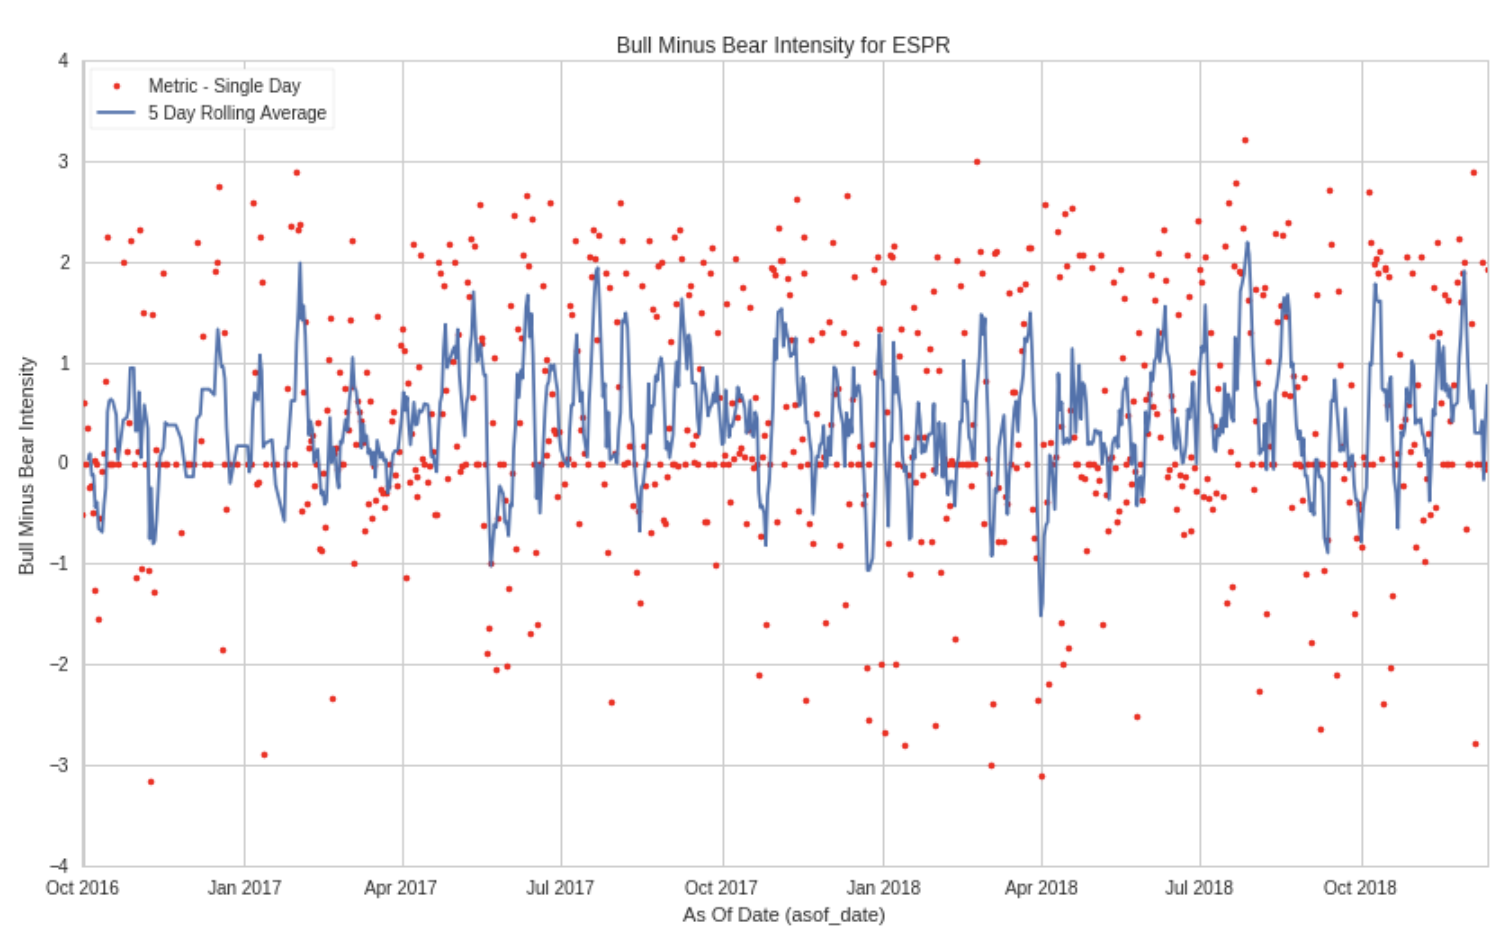 Bull Minus Bear Intensity for ESPR
Metric - Single Day
5 Day Rolling Average
Bull Minus Bear Intensity
4
3
2
1
0
−1
−2
−3
−4
Oct 2016 Jan 2017 Apr 2017 Jul 2017 Oct 2017 Jan 2018 Apr 2018 Jul 2018 Oct 2018
As Of Date (asof_date)